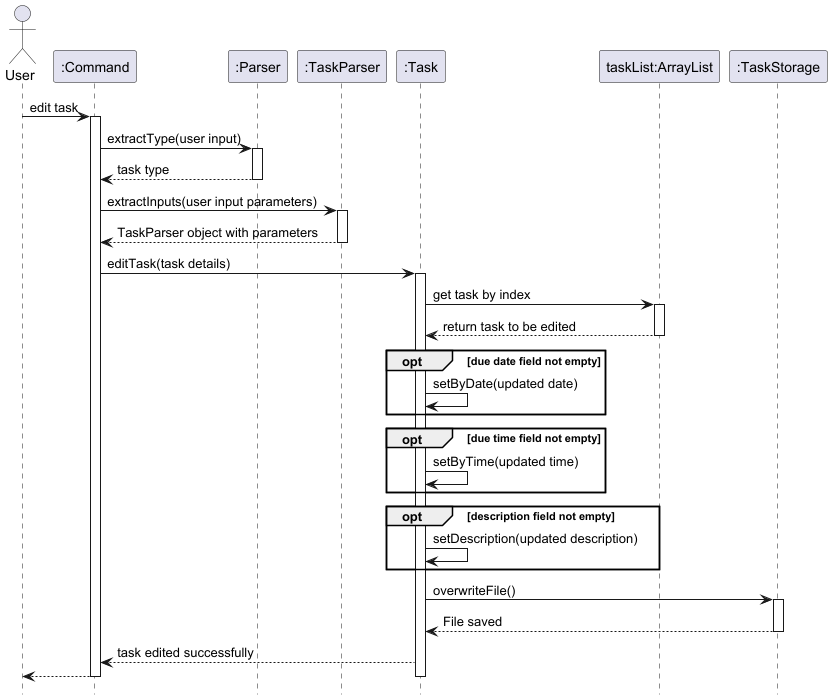 User
:Command
:Parser
:TaskParser
:Task
taskList:ArrayList
:TaskStorage
edit task
extractType(user input)
task type
extractInputs(user input parameters)
TaskParser object with parameters
editTask(task details)
get task by index
return task to be edited
opt [due date field not empty]
setByDate(updated date)
opt [due time field not empty]
setByTime(updated time)
opt [description field not empty]
setDescription(updated description)
overwriteFile()
File saved
task edited successfully